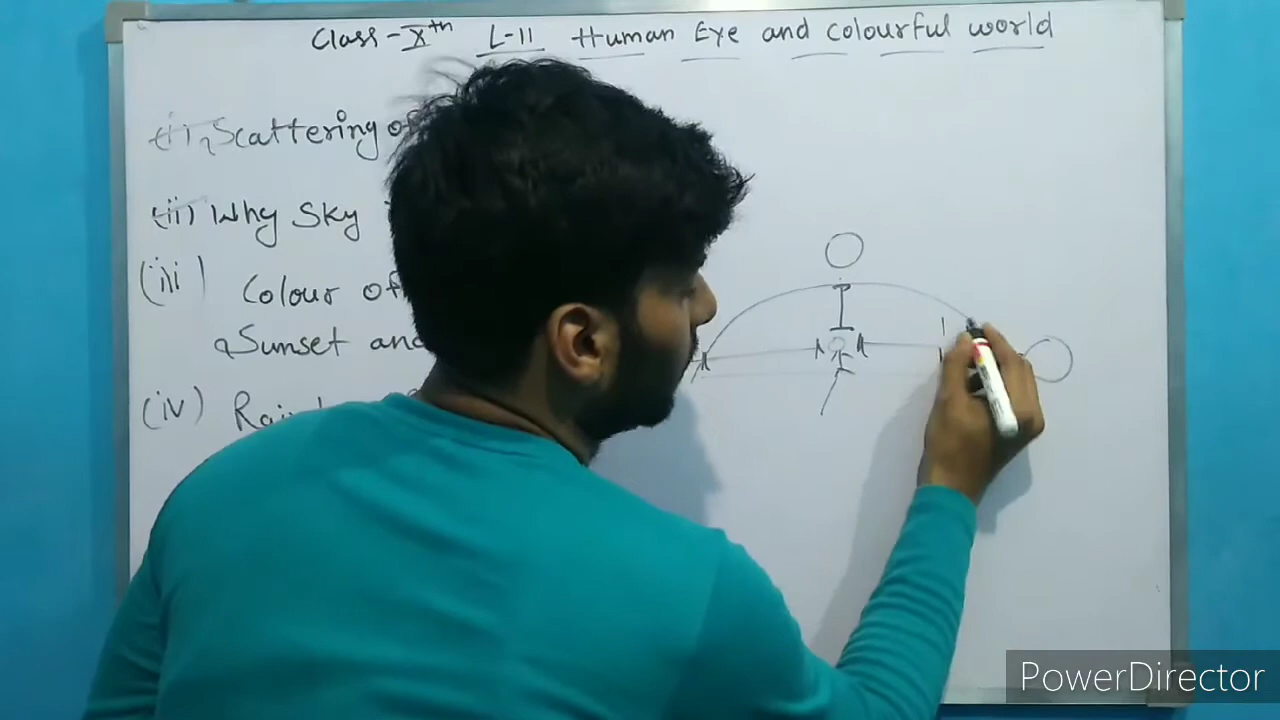 Class-Xth L-11 Human Eye and colourful world
(i) Scattering of
(ii) Why Sky
(iii) Colour of
Sunset and
(iv)
PowerDirector